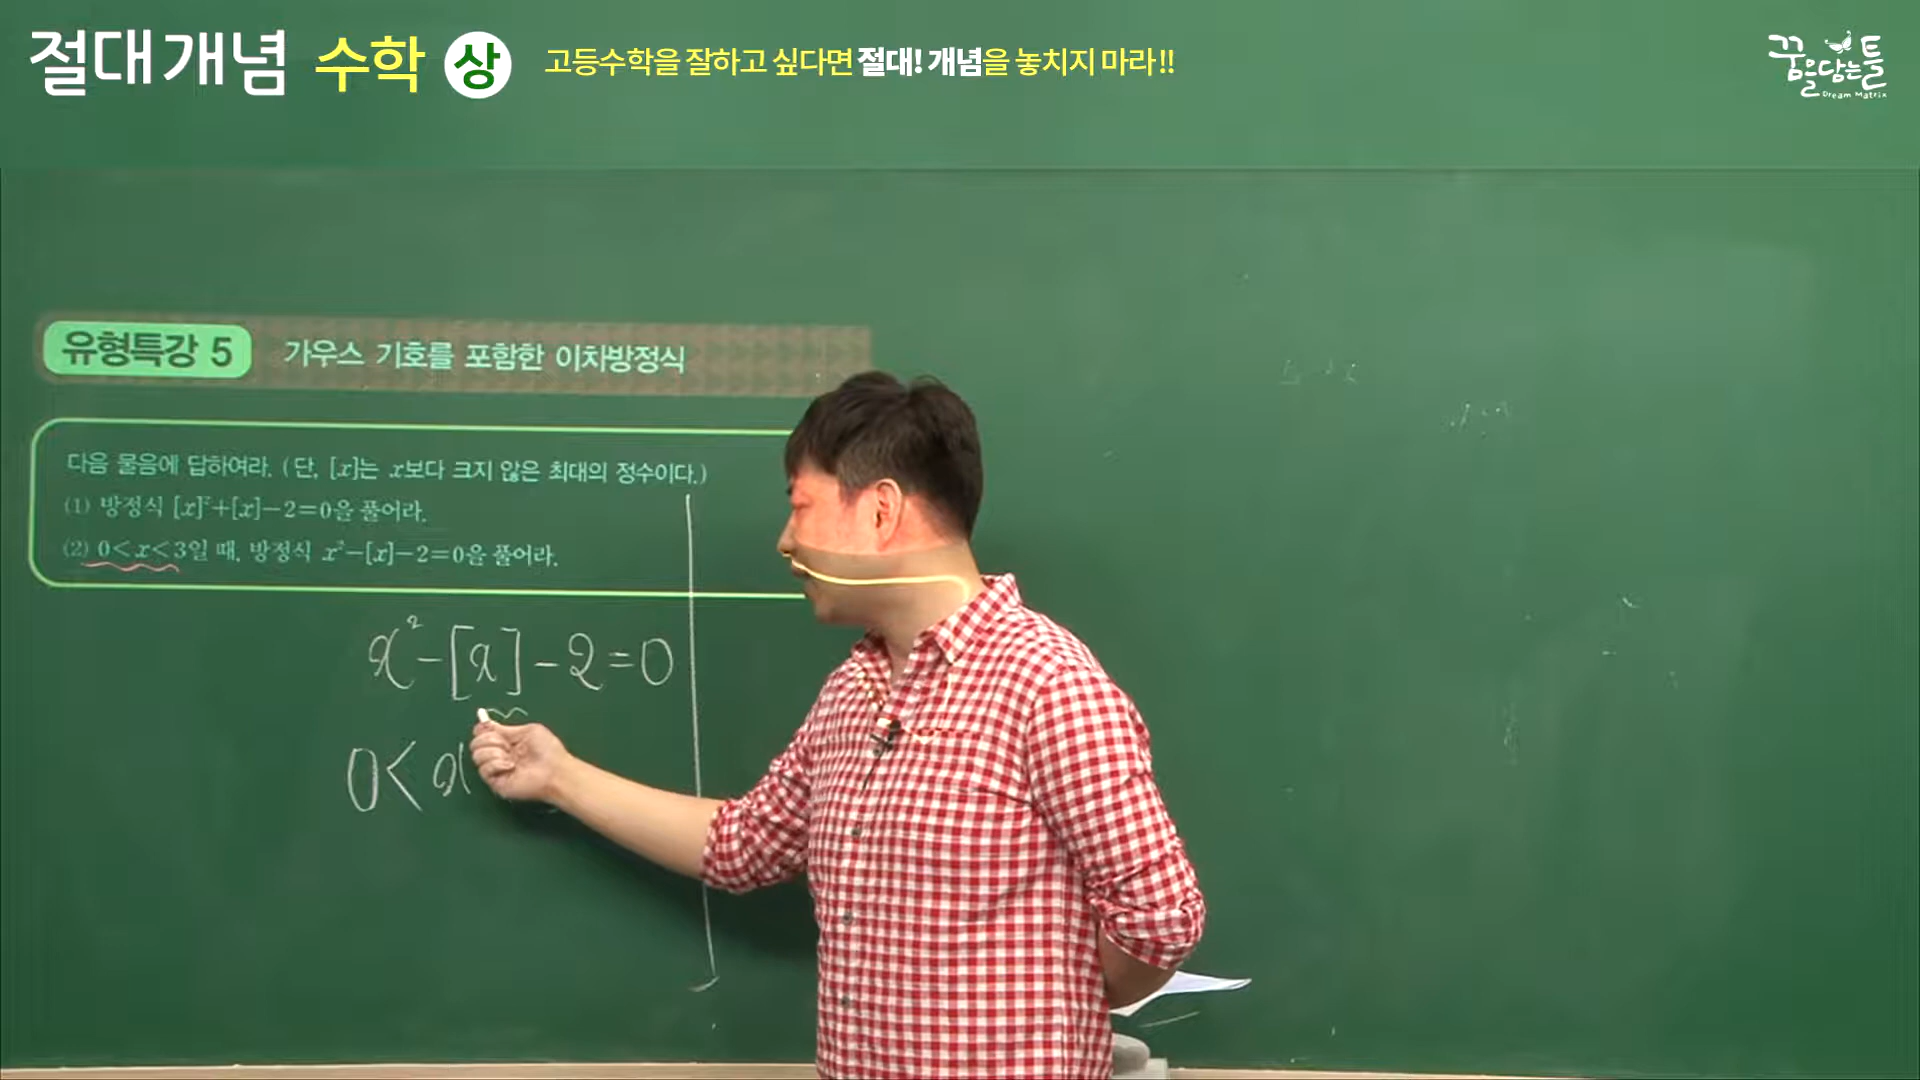 절대개념 수학 상 고등수학을 잘하고 싶다면 절대! 개념을 놓치지 마라!!
꿈을담는틀
Dream Matrix
유형특강 5 가우스 기호를 포함한 이차방정식
다음 물음에 답하여라. (단, [x]는 x보다 크지 않은 최대의 정수이다.)
(1) 방정식 [x]²+[x]-2=0을 풀어라.
(2) 0<x<3일 때, 방정식 x²-[x]-2=0을 풀어라.
x²-[x]-2=0
0<x